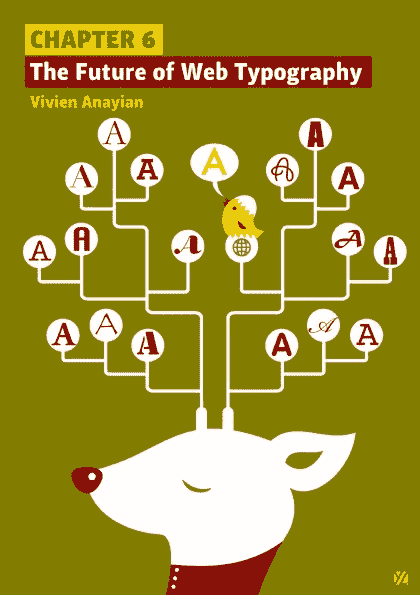 CHAPTER 6
The Future of Web Typography
Vivien Anayian
A A
A A A A A
A A A A A
A A A A A A